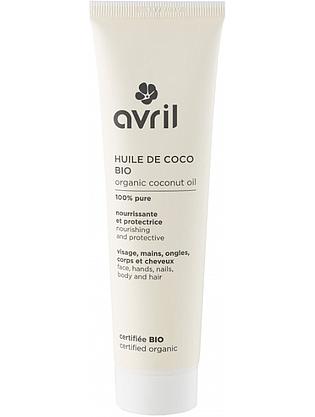 avril
HUILE DE COCO
BIO
organic coconut oil
100% pure
nourrissante
et protectrice
nourishing
and protective
visage, mains, ongles,
corps et cheveux
face, hands, nails,
body and hair
certifiée BIO
certified organic